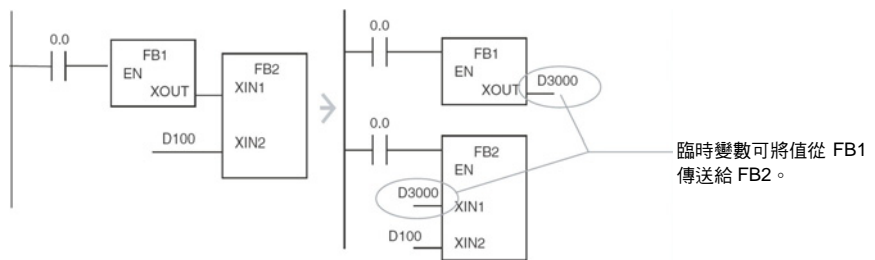 0.0
FB1
EN
XOUT
FB2
XIN1
D100
XIN2
0.0
FB1
EN
XOUT
D3000
0.0
FB2
EN
D3000
XIN1
D100
XIN2
臨時變數可將值從 FB1
傳送給 FB2。